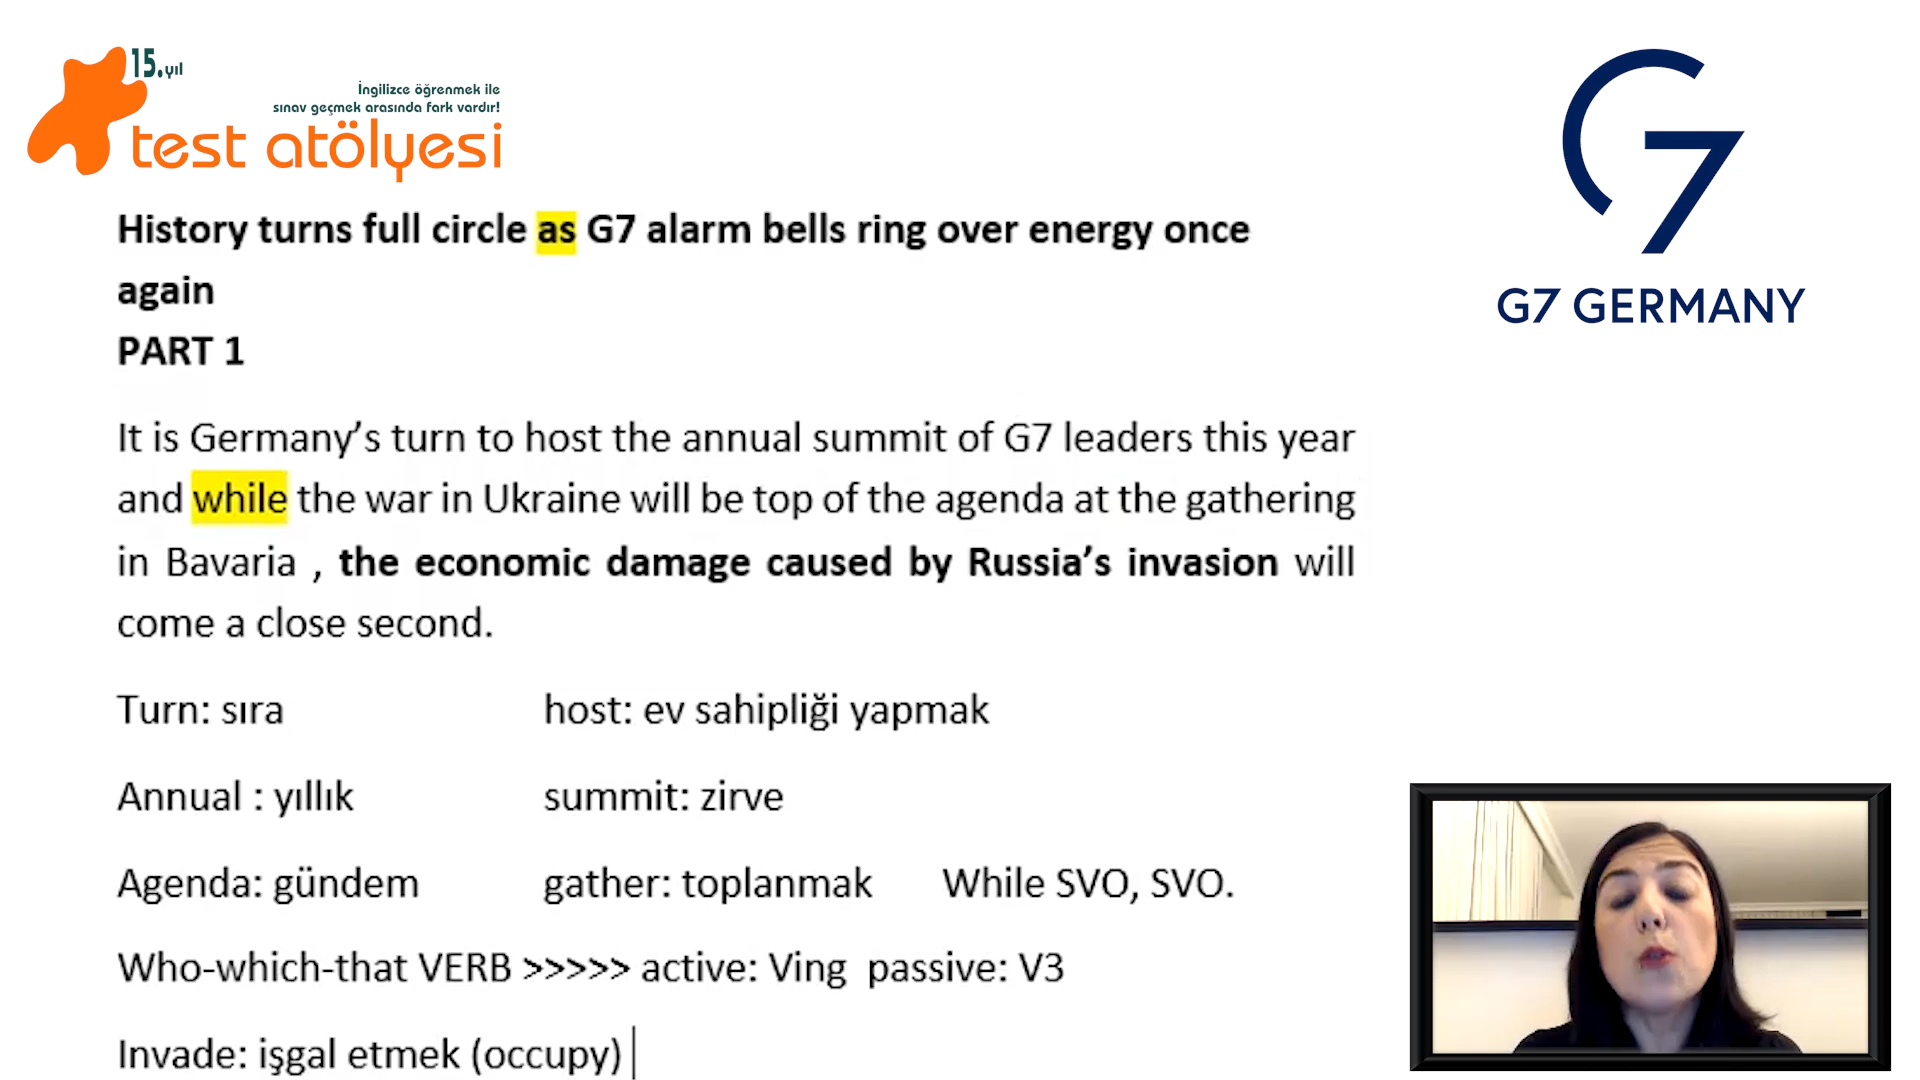 15.yıl
İngilizce öğrenmek ile
sınav geçmek arasında fark vardır!
test atölyesi
G7
G7 GERMANY
History turns full circle as G7 alarm bells ring over energy once
again
PART 1
It is Germany’s turn to host the annual summit of G7 leaders this year
and while the war in Ukraine will be top of the agenda at the gathering
in Bavaria , the economic damage caused by Russia’s invasion will
come a close second.
Turn: sıra host: ev sahipliği yapmak
Annual : yıllık summit: zirve
Agenda: gündem gather: toplanmak While SVO, SVO.
Who-which-that VERB >>>>> active: Ving passive: V3
Invade: işgal etmek (occupy)